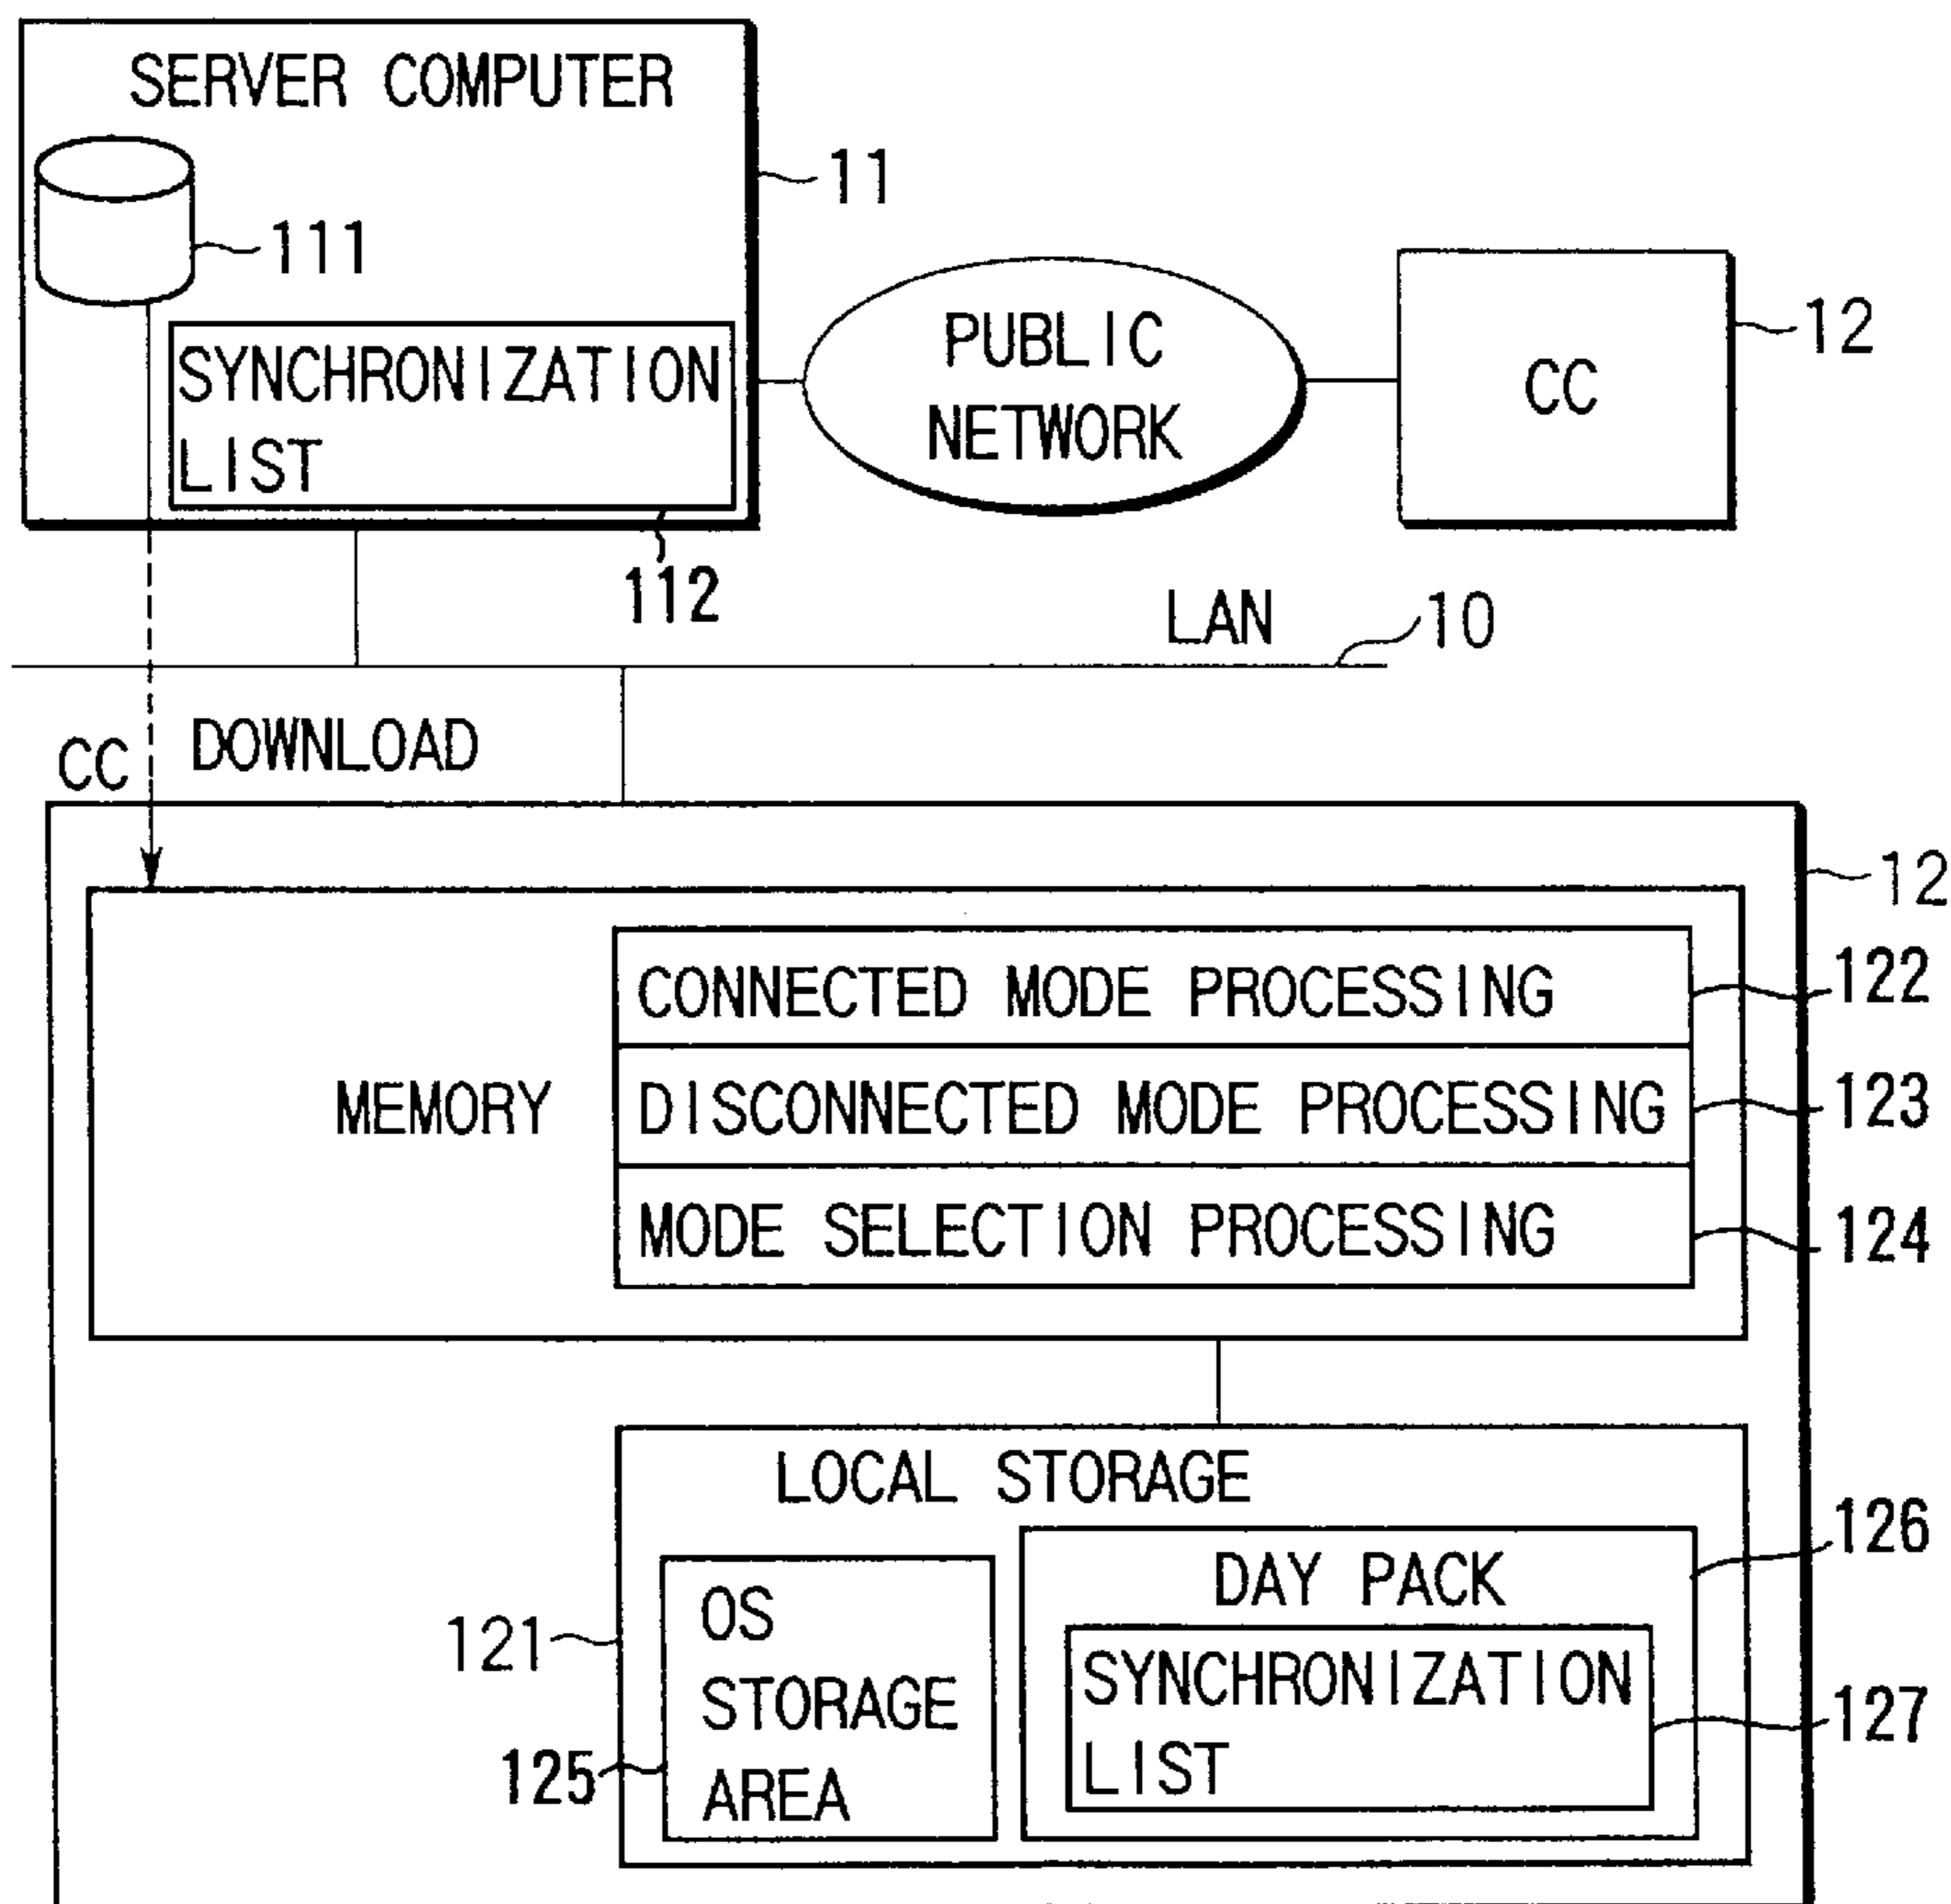 SERVER COMPUTER
11
111
SYNCHRONIZATION
LIST
112
PUBLIC
NETWORK
CC
12
LAN
10
CC
DOWNLOAD
12
MEMORY
CONNECTED MODE PROCESSING
122
DISCONNECTED MODE PROCESSING
123
MODE SELECTION PROCESSING
124
LOCAL STORAGE
121
OS
STORAGE
AREA
125
DAY PACK
126
SYNCHRONIZATION
LIST
127